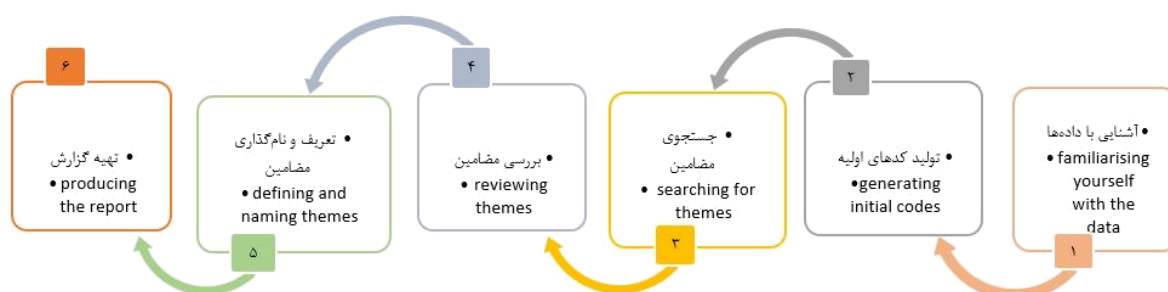 ۱
آشنایی با داده‌ها
familiarising
yourself
with the
data
۲
تولید کدهای اولیه
generating
initial codes
۳
جستجوی
مضامین
searching for
themes
۴
بررسی مضامین
reviewing
themes
۵
تعریف و نام‌گذاری
مضامین
defining and
naming themes
۶
تهیه گزارش
producing
the report